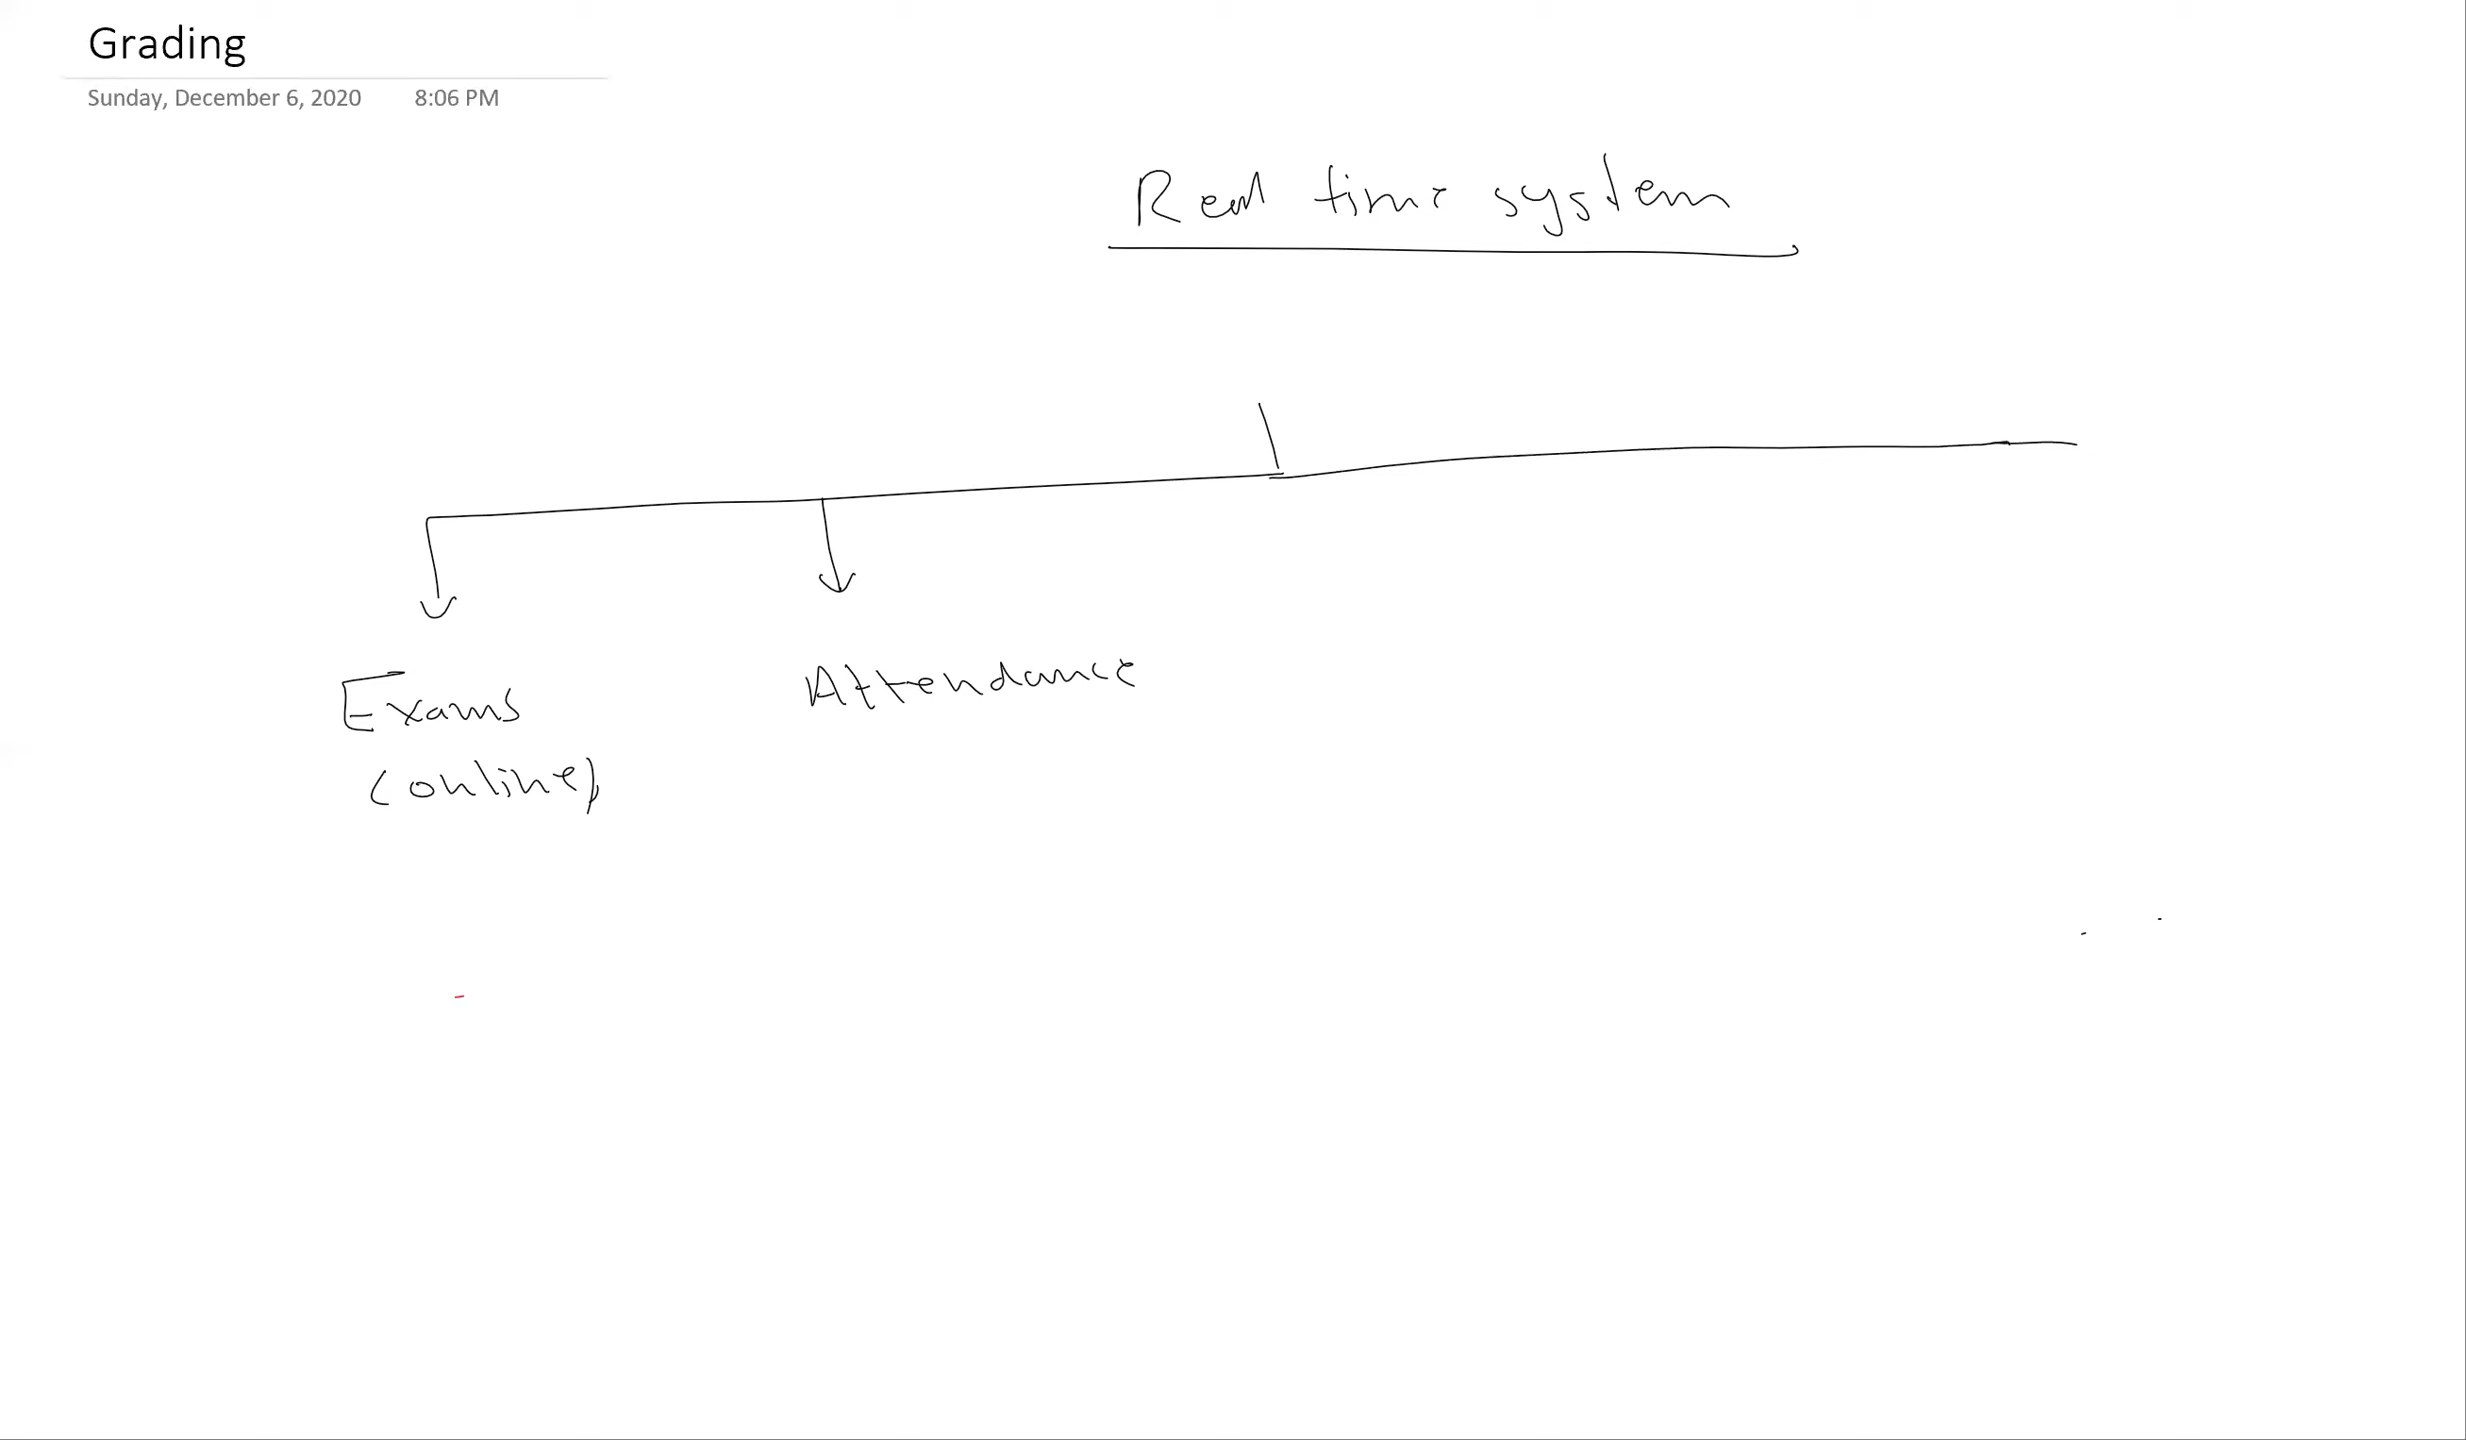 Grading
Sunday, December 6, 2020 8:06 PM
Real time system
Exams
(online)
Attendance